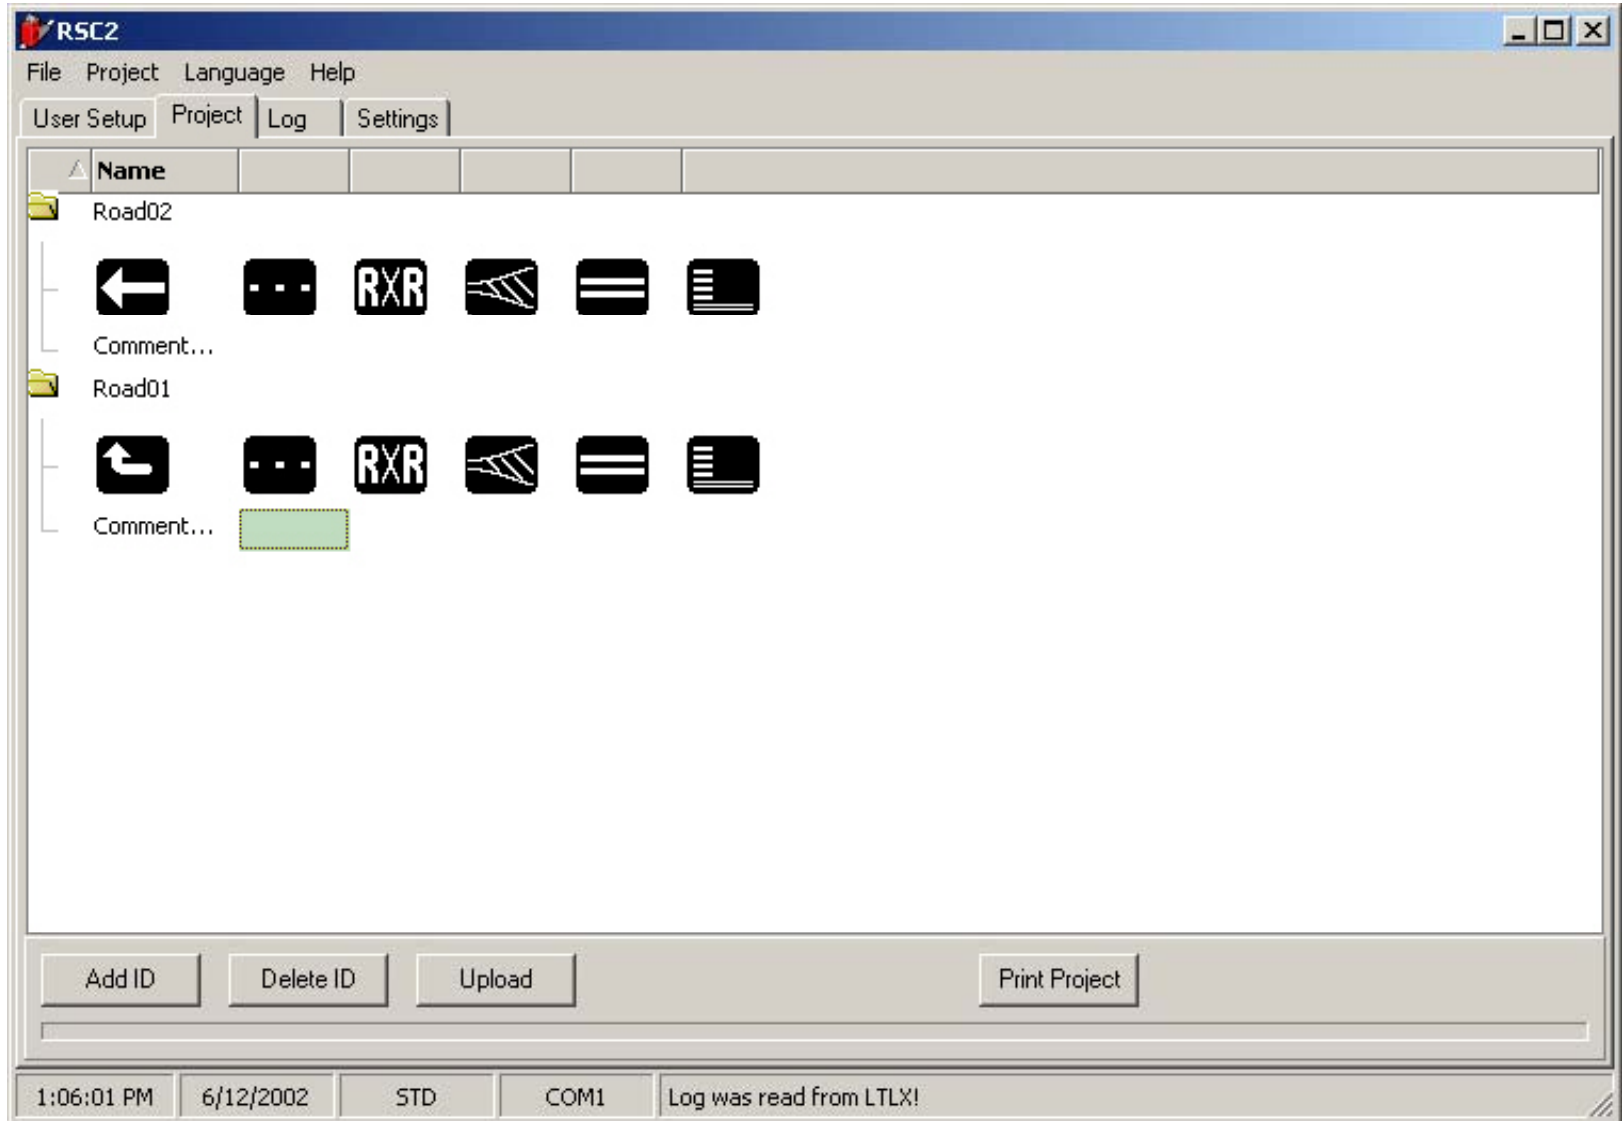 RSC2
File Project Language Help
User Setup Project Log Settings
Name
Road02
RXR
Comment...
Road01
RXR
Comment...
Add ID Delete ID Upload Print Project
1:06:01 PM 6/12/2002 STD COM1 Log was read from LTLX!